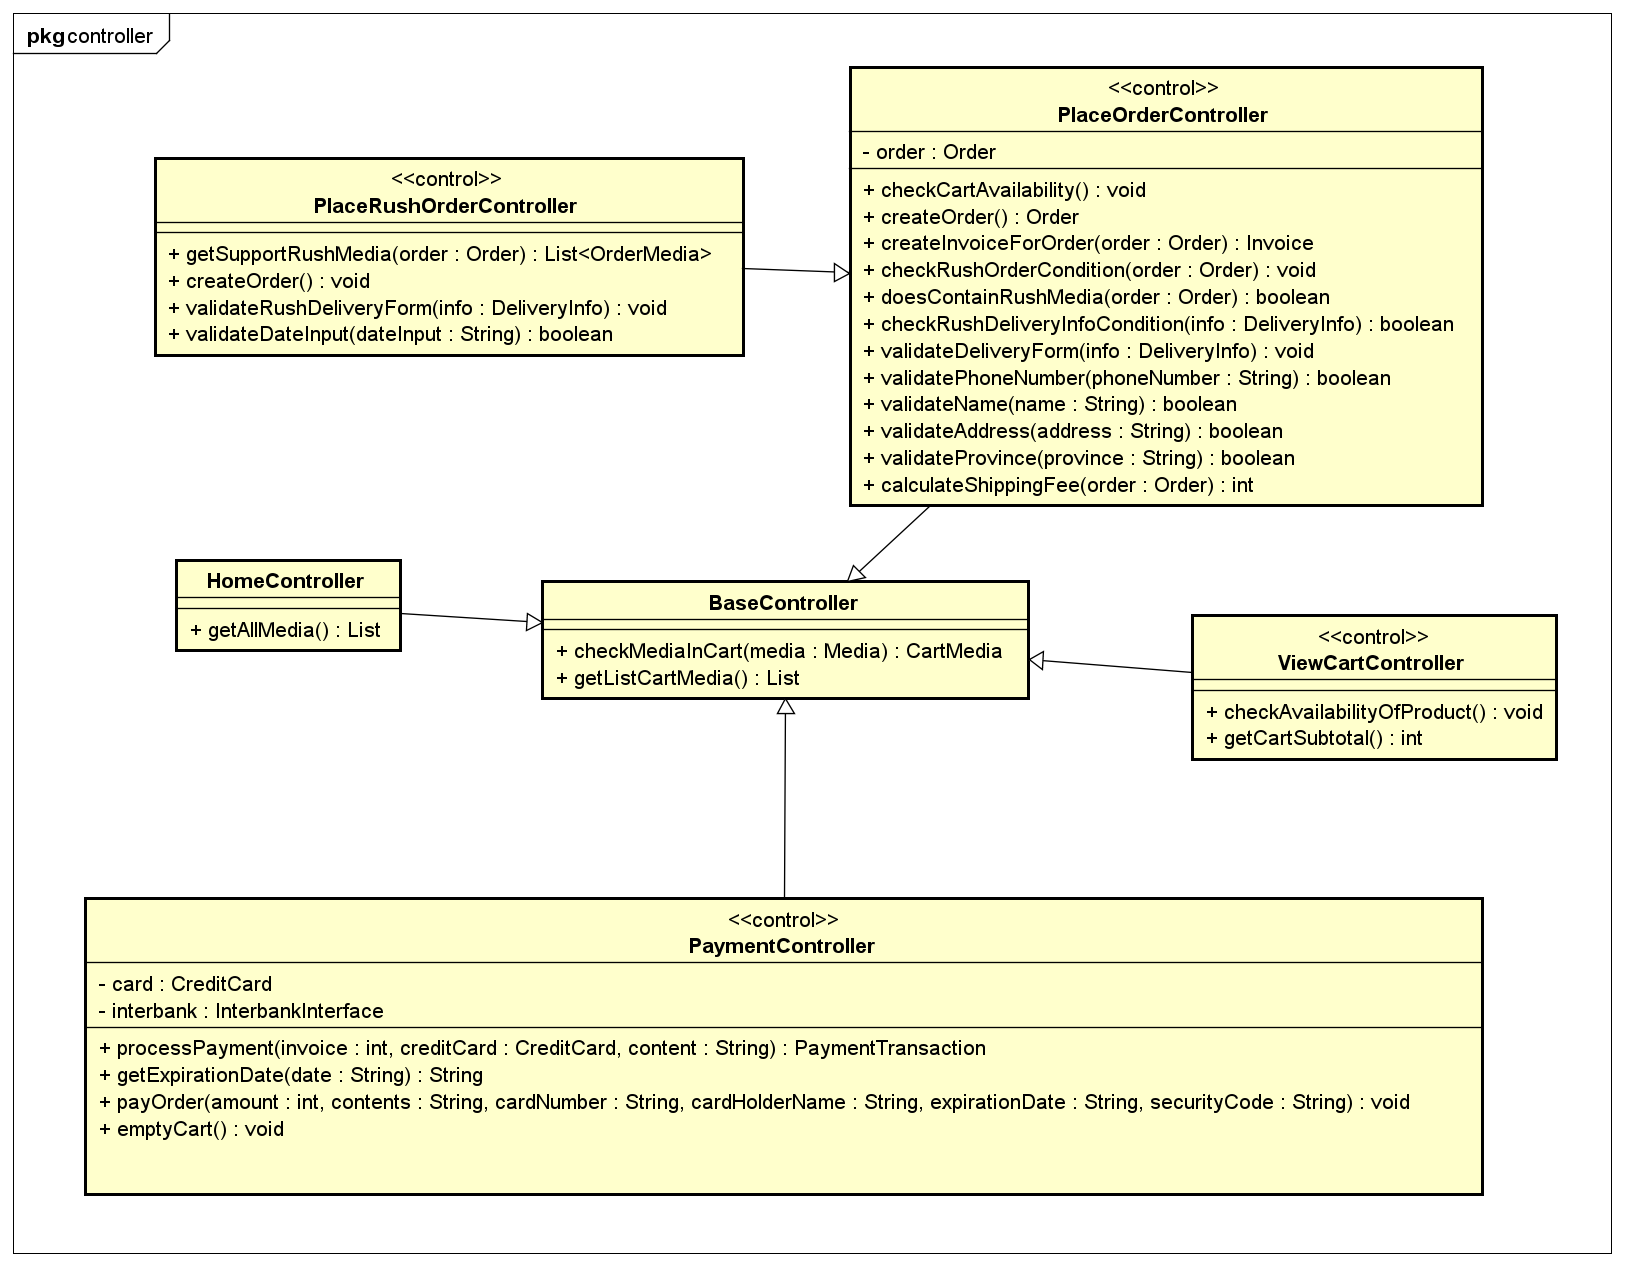 pkg controller
<<control>>
PlaceOrderController
- order : Order
+ checkCartAvailability() : void
+ createOrder() : Order
+ createInvoiceForOrder(order : Order) : Invoice
+ checkRushOrderCondition(order : Order) : void
+ doesContainRushMedia(order : Order) : boolean
+ checkRushDeliveryInfoCondition(info : DeliveryInfo) : boolean
+ validateDeliveryForm(info : DeliveryInfo) : void
+ validatePhoneNumber(phoneNumber : String) : boolean
+ validateName(name : String) : boolean
+ validateAddress(address : String) : boolean
+ validateProvince(province : String) : boolean
+ calculateShippingFee(order : Order) : int
<<control>>
PlaceRushOrderController
+ getSupportRushMedia(order : Order) : List<OrderMedia>
+ createOrder() : void
+ validateRushDeliveryForm(info : DeliveryInfo) : void
+ validateDateInput(dateInput : String) : boolean
HomeController
+ getAllMedia() : List
BaseController
+ checkMediaInCart(media : Media) : CartMedia
+ getListCartMedia() : List
<<control>>
ViewCartController
+ checkAvailabilityOfProduct() : void
+ getCartSubtotal() : int
<<control>>
PaymentController
- card : CreditCard
- interbank : InterbankInterface
+ processPayment(invoice : int, creditCard : CreditCard, content : String) : PaymentTransaction
+ getExpirationDate(date : String) : String
+ payOrder(amount : int, contents : String, cardNumber : String, cardHolderName : String, expirationDate : String, securityCode : String) : void
+ emptyCart() : void